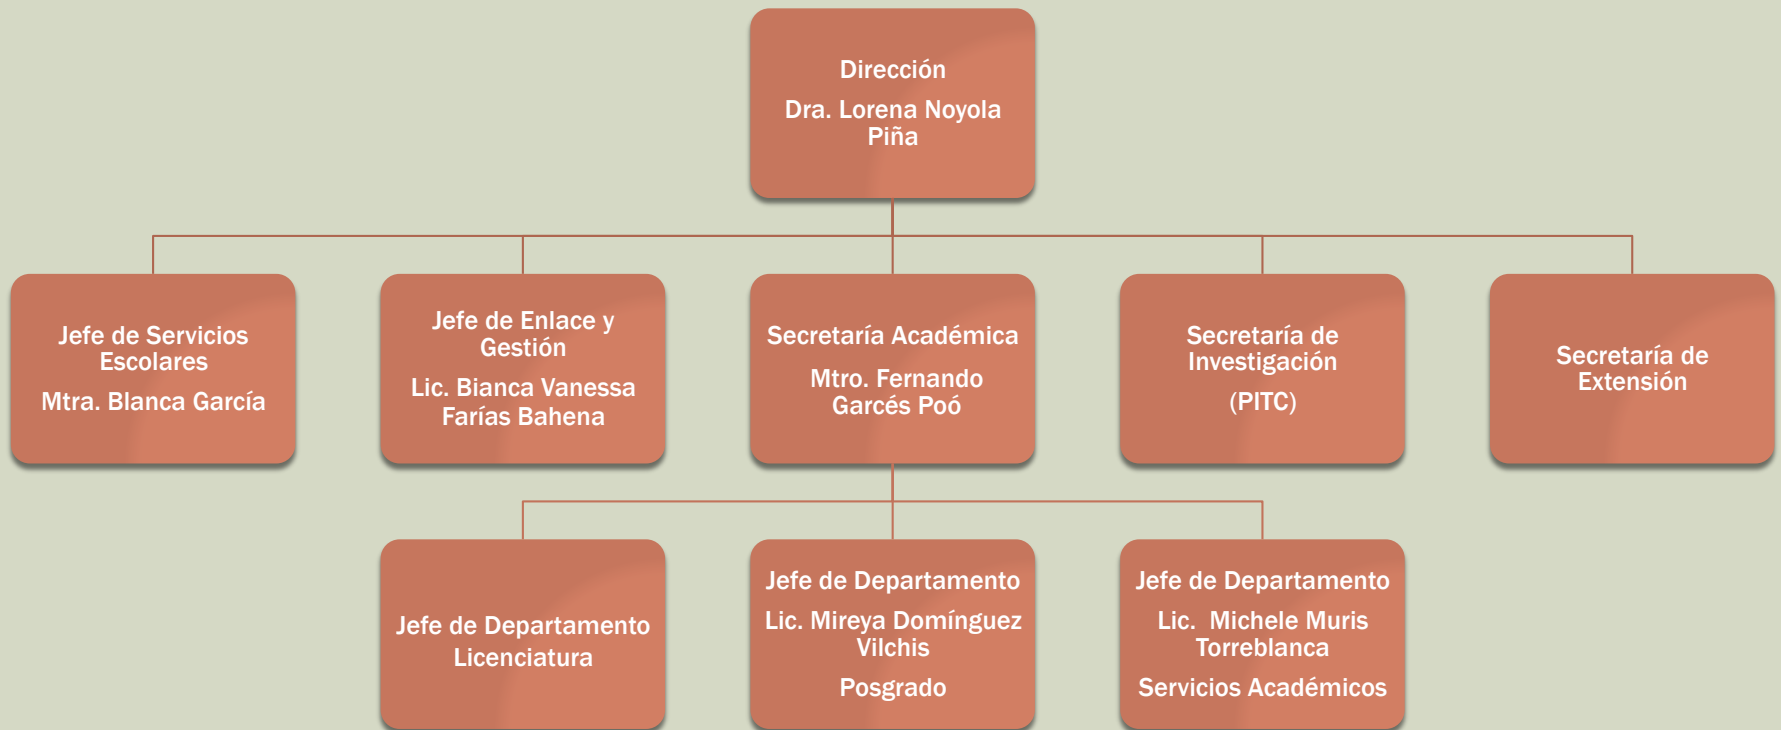 Dirección
Dra. Lorena Noyola
Piña
Jefe de Servicios
Escolares
Mtra. Blanca García
Jefe de Enlace y
Gestión
Lic. Bianca Vanessa
Farías Bahena
Secretaría Académica
Mtro. Fernando
Garcés Poó
Secretaría de
Investigación
(PITC)
Secretaría de
Extensión
Jefe de Departamento
Licenciatura
Jefe de Departamento
Lic. Mireya Domínguez
Vilchis
Posgrado
Jefe de Departamento
Lic.  Michele Muris
Torreblanca
Servicios Académicos